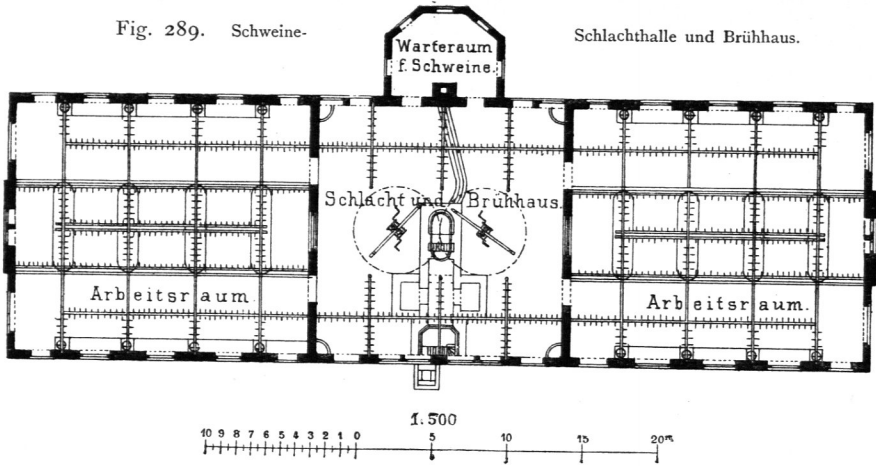 Fig. 289. Schweine- Schlachthalle und Brühhaus.
Warteraum
f. Schweine.
Schlacht und Brühhaus.
Arbeitsraum. Arbeitsraum.
1:500
10 9 8 7 6 5 4 3 2 1 0 5 10 15 20 m